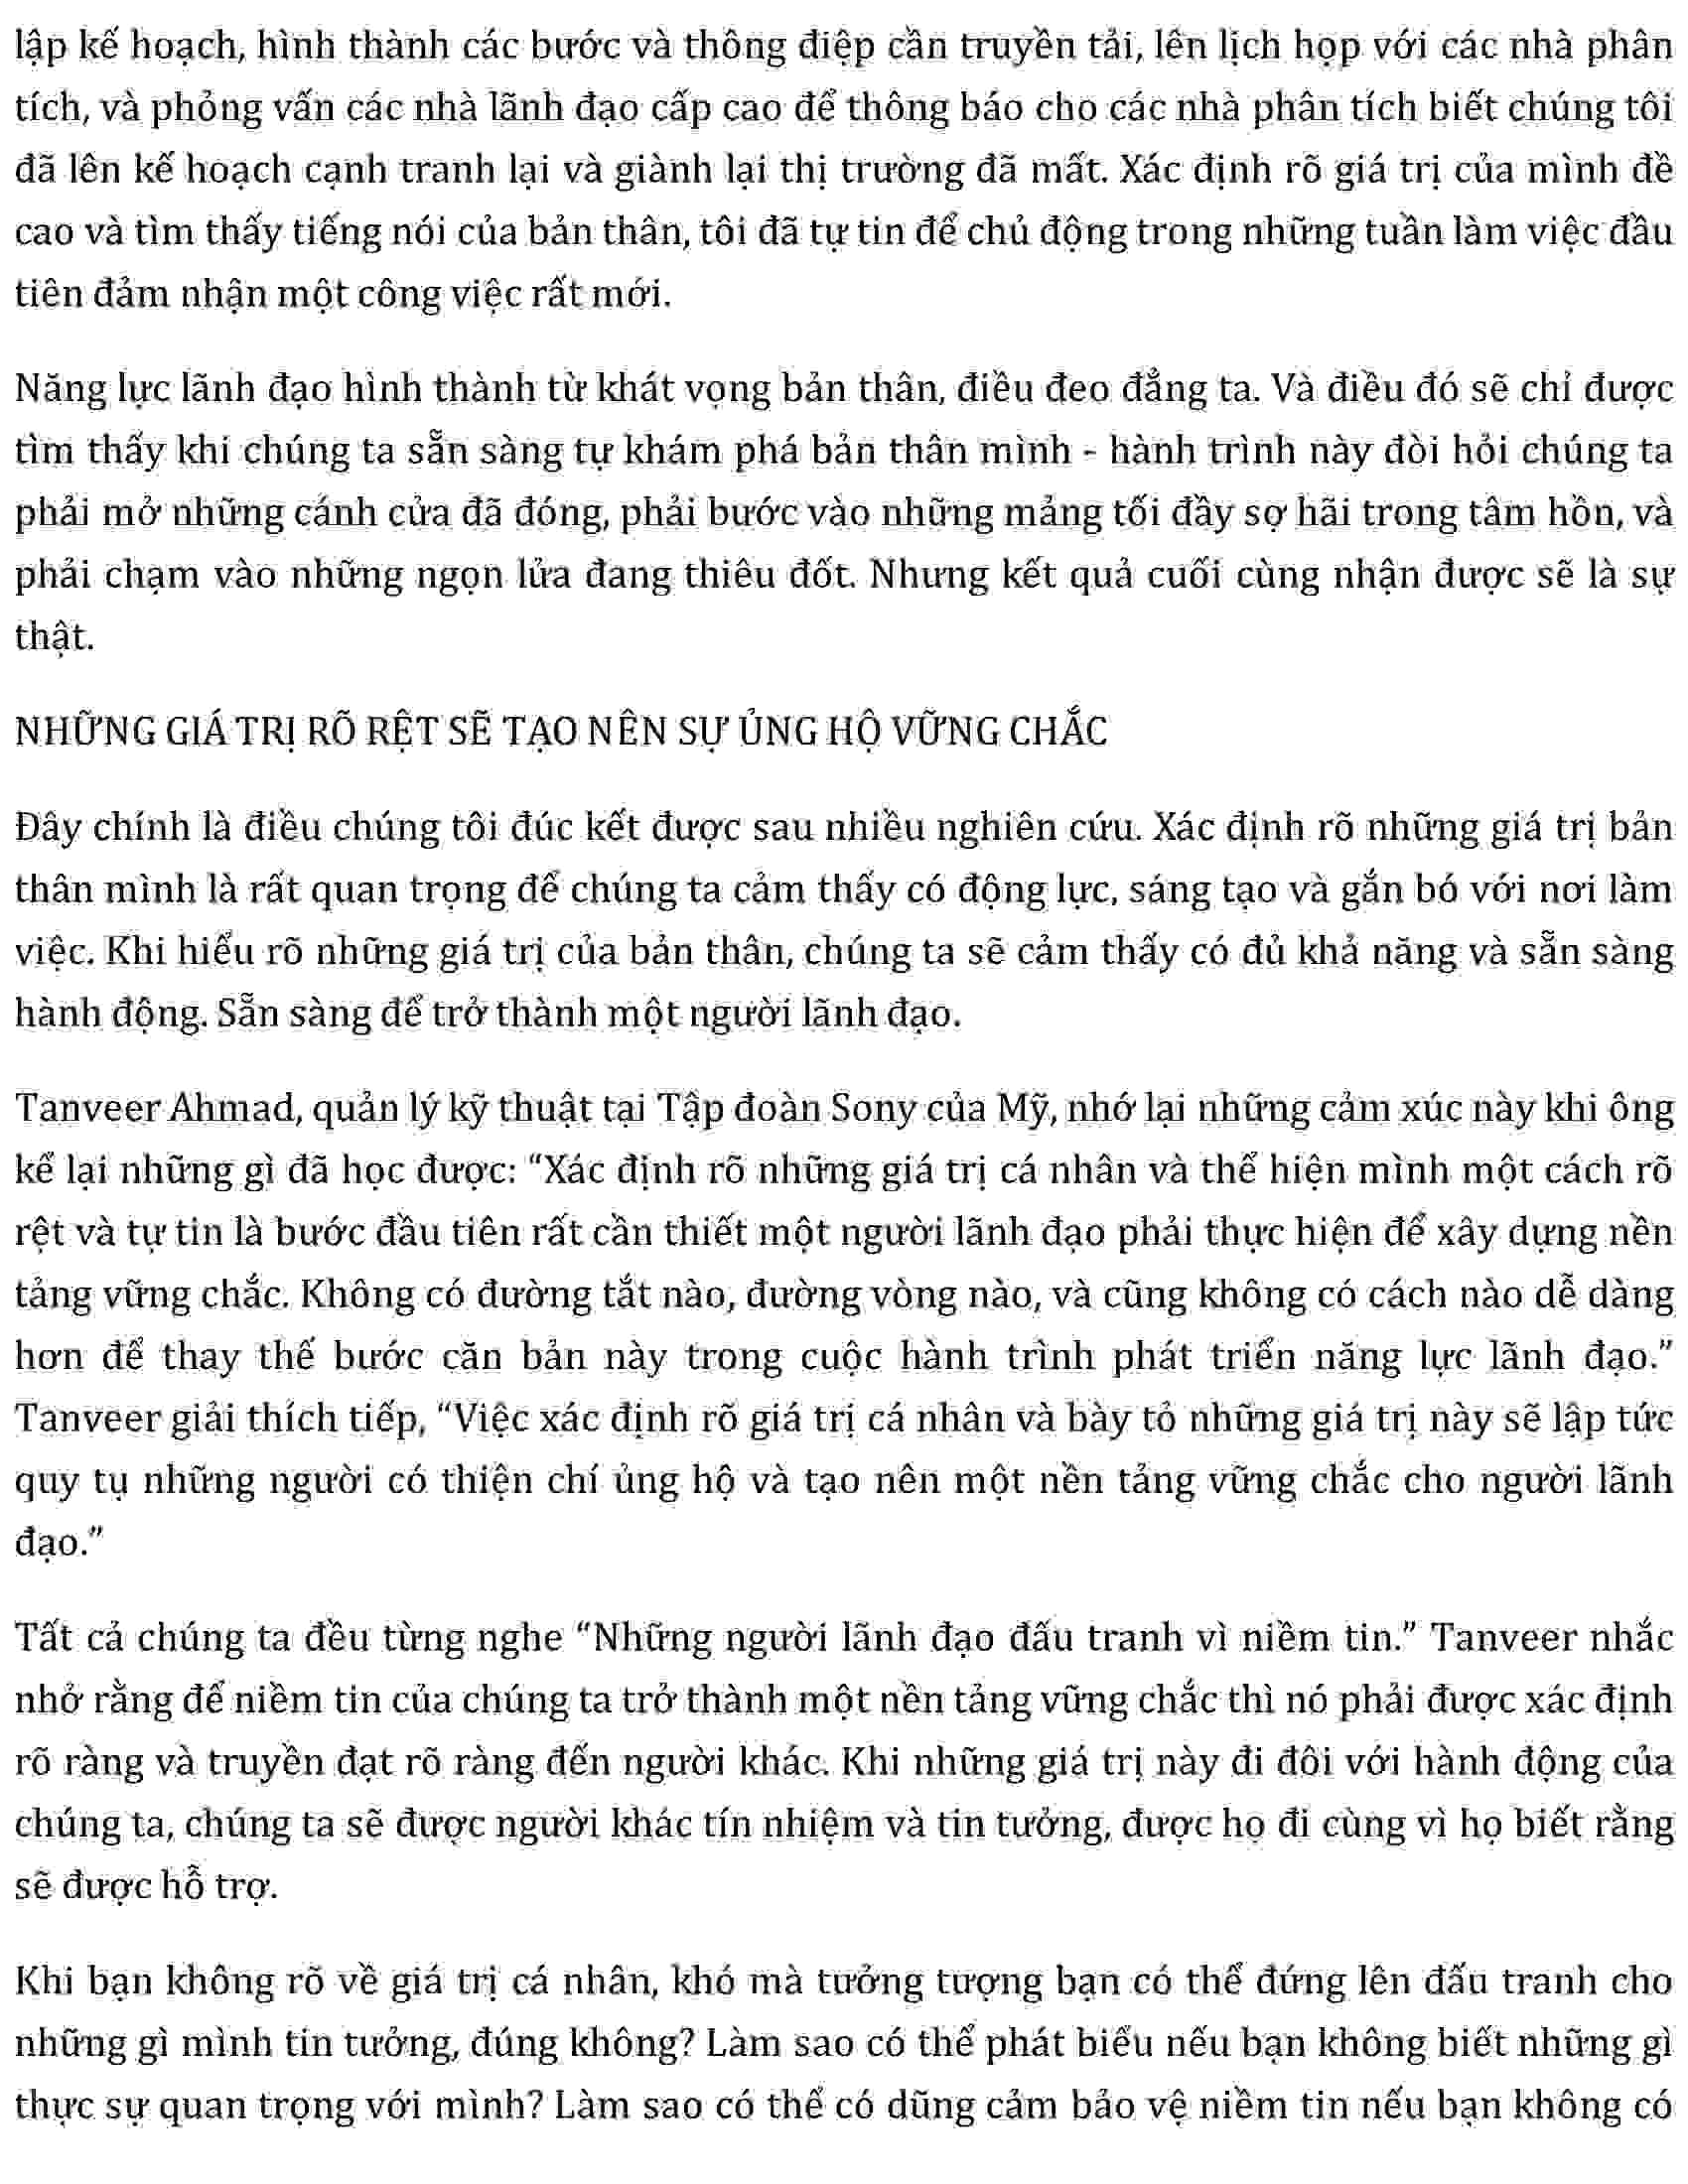 lập kế hoạch, hình thành các bước và thông điệp cần truyền tải, lên lịch họp với các nhà phân
tích, và phỏng vấn các nhà lãnh đạo cấp cao để thông báo cho các nhà phân tích biết chúng tôi
đã lên kế hoạch cạnh tranh lại và giành lại thị trường đã mất. Xác định rõ giá trị của mình đề
cao và tìm thấy tiếng nói của bản thân, tôi đã tự tin để chủ động trong những tuần làm việc đầu
tiên đảm nhận một công việc rất mới.
Năng lực lãnh đạo hình thành từ khát vọng bản thân, điều đeo đẳng ta. Và điều đó sẽ chỉ được
tìm thấy khi chúng ta sẵn sàng tự khám phá bản thân mình - hành trình này đòi hỏi chúng ta
phải mở những cánh cửa đã đóng, phải bước vào những mảng tối đầy sợ hãi trong tâm hồn, và
phải chạm vào những ngọn lửa đang thiêu đốt. Nhưng kết quả cuối cùng nhận được sẽ là sự
thật.
NHỮNG GIÁ TRỊ RÕ RỆT SẼ TẠO NÊN SỰ ỦNG HỘ VỮNG CHẮC
Đây chính là điều chúng tôi đúc kết được sau nhiều nghiên cứu. Xác định rõ những giá trị bản
thân mình là rất quan trọng để chúng ta cảm thấy có động lực, sáng tạo và gắn bó với nơi làm
việc. Khi hiểu rõ những giá trị của bản thân, chúng ta sẽ cảm thấy có đủ khả năng và sẵn sàng
hành động. Sẵn sàng để trở thành một người lãnh đạo.
Tanveer Ahmad, quản lý kỹ thuật tại Tập đoàn Sony của Mỹ, nhớ lại những cảm xúc này khi ông
kể lại những gì đã học được: “Xác định rõ những giá trị cá nhân và thể hiện mình một cách rõ
rệt và tự tin là bước đầu tiên rất cần thiết một người lãnh đạo phải thực hiện để xây dựng nền
tảng vững chắc. Không có đường tắt nào, đường vòng nào, và cũng không có cách nào dễ dàng
hơn để thay thế bước căn bản này trong cuộc hành trình phát triển năng lực lãnh đạo.”
Tanveer giải thích tiếp, “Việc xác định rõ giá trị cá nhân và bày tỏ những giá trị này sẽ lập tức
quy tụ những người có thiện chí ủng hộ và tạo nên một nền tảng vững chắc cho người lãnh
đạo.”
Tất cả chúng ta đều từng nghe “Những người lãnh đạo đấu tranh vì niềm tin.” Tanveer nhắc
nhở rằng để niềm tin của chúng ta trở thành một nền tảng vững chắc thì nó phải được xác định
rõ ràng và truyền đạt rõ ràng đến người khác. Khi những giá trị này đi đôi với hành động của
chúng ta, chúng ta sẽ được người khác tín nhiệm và tin tưởng, được họ đi cùng vì họ biết rằng
sẽ được hỗ trợ.
Khi bạn không rõ về giá trị cá nhân, khó mà tưởng tượng bạn có thể đứng lên đấu tranh cho
những gì mình tin tưởng, đúng không? Làm sao có thể phát biểu nếu bạn không biết những gì
thực sự quan trọng với mình? Làm sao có thể có dũng cảm bảo vệ niềm tin nếu bạn không có